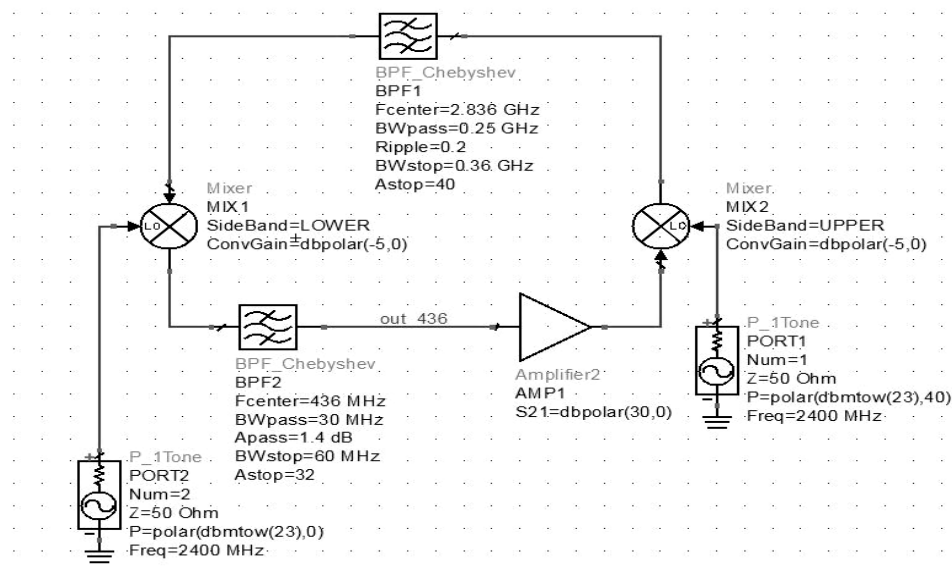 BPF_Chebyshev
BPF1
Fcenter=2.836 GHz
BWpass=0.25 GHz
Ripple=0.2
BWstop=0.36 GHz
Astop=40
Mixer
MIX1
SideBand=LOWER
ConvGain=dbpolar(-5,0)
LO
Mixer
MIX2
SideBand=UPPER
ConvGain=dbpolar(-5,0)
LO
out_436
BPF_Chebyshev
BPF2
Fcenter=436 MHz
BWpass=30 MHz
Apass=1.4 dB
BWstop=60 MHz
Astop=32
Amplifier2
AMP1
S21=dbpolar(30,0)
P_1Tone
PORT1
Num=1
Z=50 Ohm
P=polar(dbmtow(23),40)
Freq=2400 MHz
P_1Tone
PORT2
Num=2
Z=50 Ohm
P=polar(dbmtow(23),0)
Freq=2400 MHz